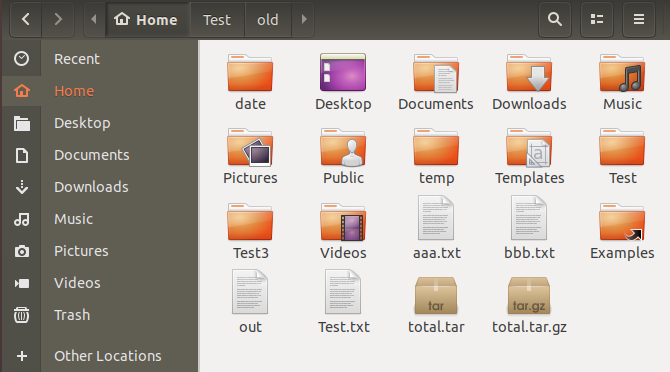 Home Test old
Recent
Home
Desktop
Documents
Downloads
Music
Pictures
Videos
Trash
Other Locations
date Desktop Documents Downloads Music
Pictures Public temp Templates Test
Test3 Videos aaa.txt bbb.txt Examples
out Test.txt tar total.tar tar.gz total.tar.gz